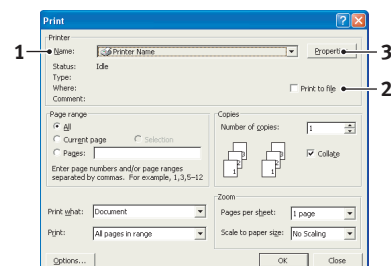 Print
Printer
1 Name: Printer Name Properti 3
Status: Idle
Type:
Where: Print to file 2
Comment:
Page range
All
Current page Selection
Pages:
Enter page numbers and/or page ranges
separated by commas. For example, 1,3,5–12
Copies
Number of copies: 1
Collate
Print what: Document
Print: All pages in range
Zoom
Pages per sheet: 1 page
Scale to paper size: No Scaling
Options... OK Close